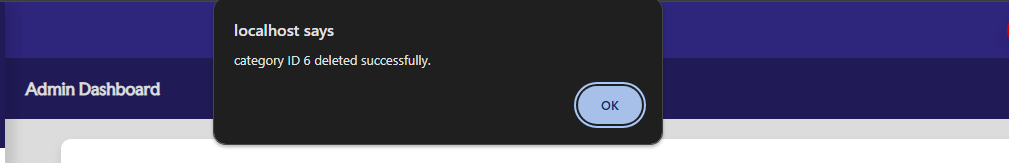 localhost says
category ID 6 deleted successfully.
OK
Admin Dashboard